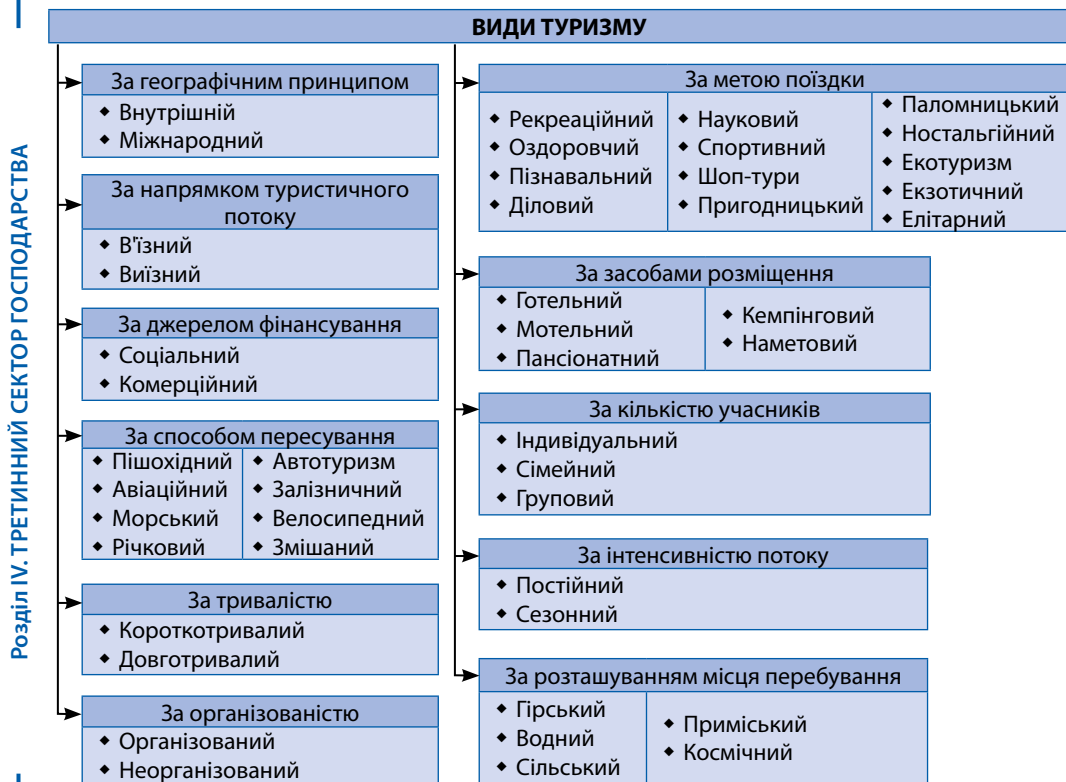 Розділ IV. ТРЕТИННИЙ СЕКТОР ГОСПОДАРСТВА
ВИДИ ТУРИЗМУ
За географічним принципом
◆ Внутрішній
◆ Міжнародний
За напрямком туристичного
потоку
◆ В'їзний
◆ Виїзний
За джерелом фінансування
◆ Соціальний
◆ Комерційний
За способом пересування
◆ Пішохідний
◆ Авіаційний
◆ Морський
◆ Річковий
◆ Автотуризм
◆ Залізничний
◆ Велосипедний
◆ Змішаний
За тривалістю
◆ Короткотривалий
◆ Довготривалий
За організованістю
◆ Організований
◆ Неорганізований
За метою поїздки
◆ Рекреаційний
◆ Оздоровчий
◆ Пізнавальний
◆ Діловий
◆ Науковий
◆ Спортивний
◆ Шоп-тури
◆ Пригодницький
◆ Паломницький
◆ Ностальгійний
◆ Екотуризм
◆ Екзотичний
◆ Елітарний
За засобами розміщення
◆ Готельний
◆ Мотельний
◆ Пансіонатний
◆ Кемпінговий
◆ Наметовий
За кількістю учасників
◆ Індивідуальний
◆ Сімейний
◆ Груповий
За інтенсивністю потоку
◆ Постійний
◆ Сезонний
За розташуванням місця перебування
◆ Гірський
◆ Водний
◆ Сільський
◆ Приміський
◆ Космічний